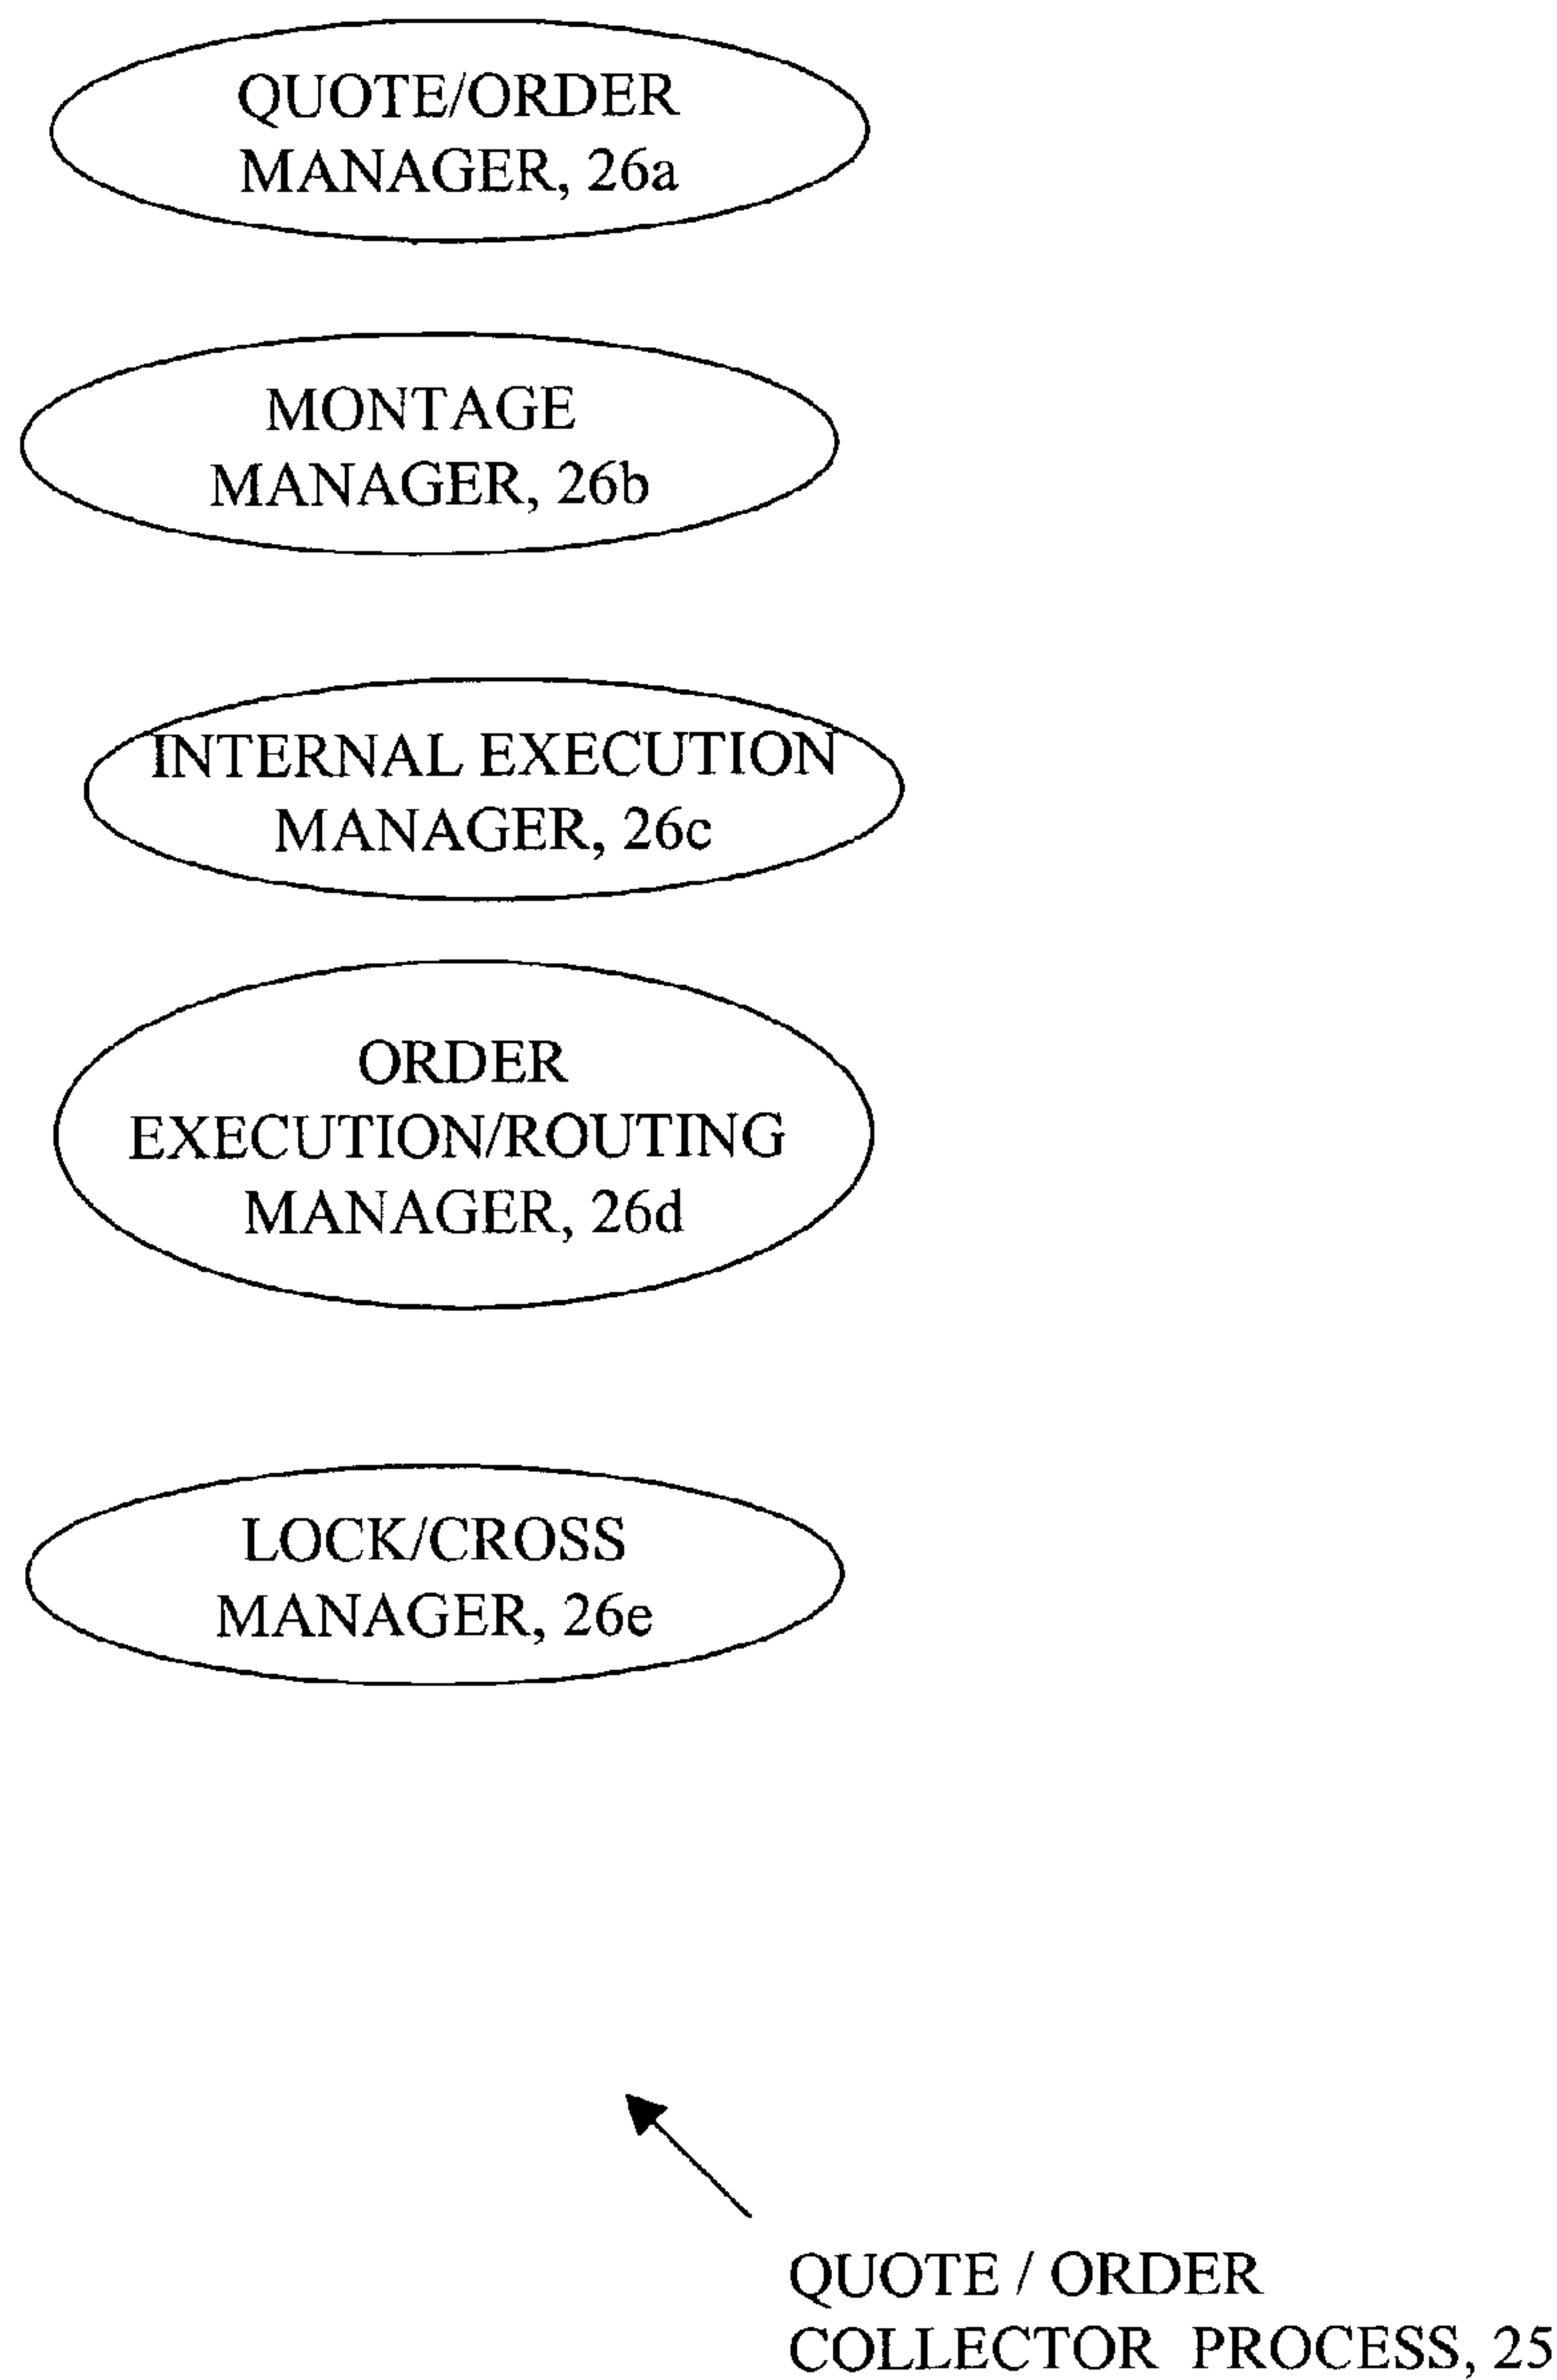 QUOTE/ORDER
MANAGER, 26a
MONTAGE
MANAGER, 26b
INTERNAL EXECUTION
MANAGER, 26c
ORDER
EXECUTION/ROUTING
MANAGER, 26d
LOCK/CROSS
MANAGER, 26e
QUOTE / ORDER
COLLECTOR PROCESS, 25